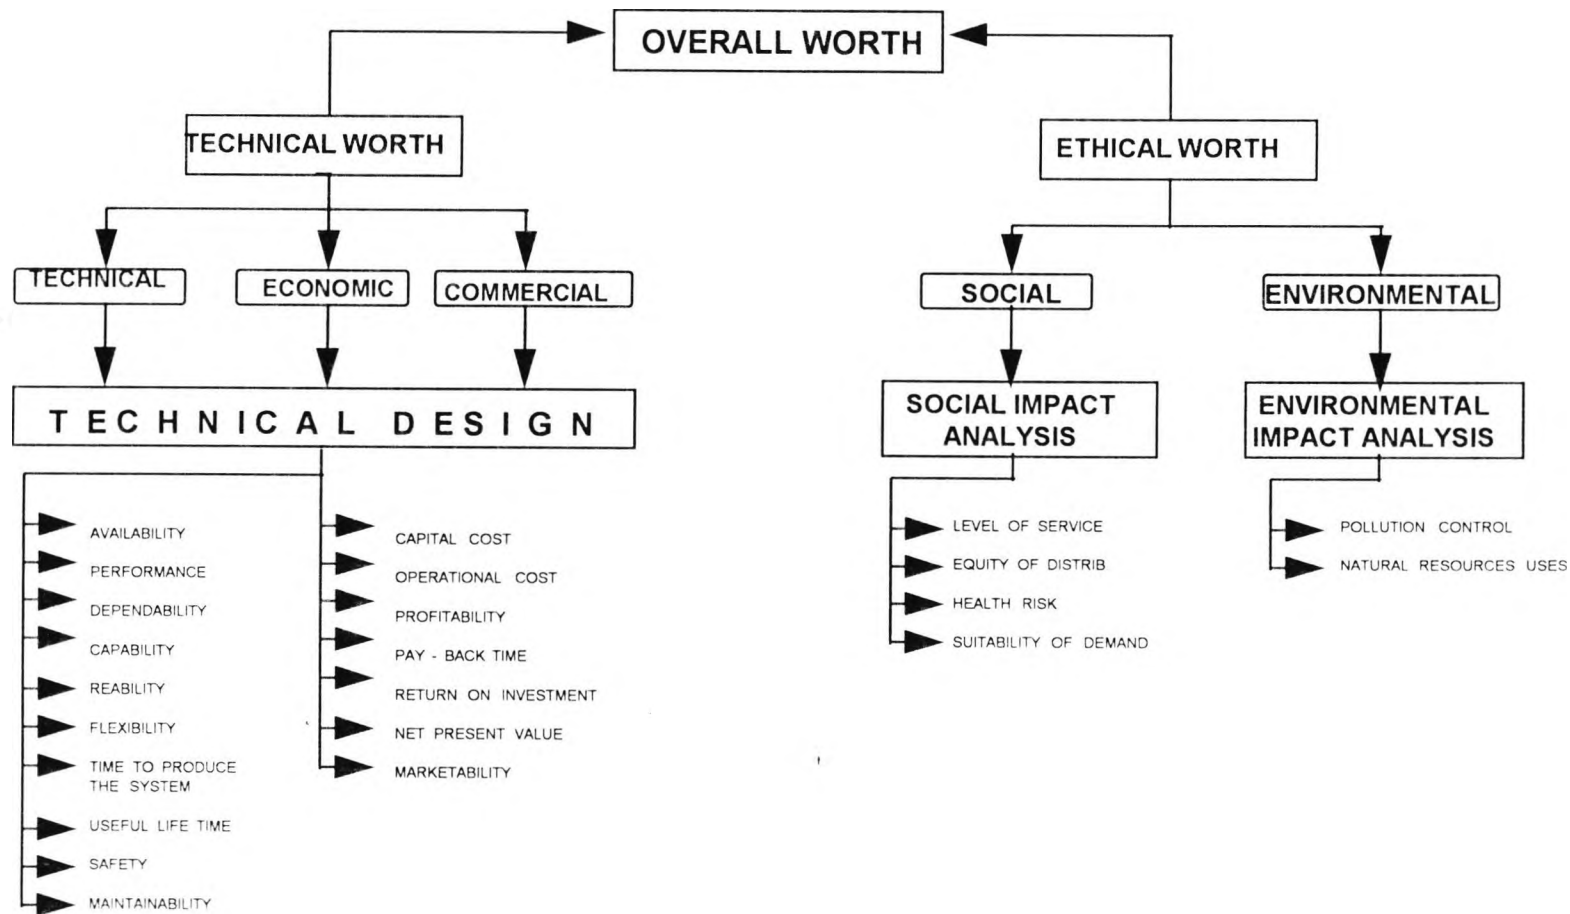 OVERALL WORTH
TECHNICAL WORTH
ETHICAL WORTH
TECHNICAL
ECONOMIC
COMMERCIAL
SOCIAL
ENVIRONMENTAL
TECHNICAL DESIGN
SOCIAL IMPACT
ANALYSIS
ENVIRONMENTAL
IMPACT ANALYSIS
AVAILABILITY
PERFORMANCE
DEPENDABILITY
CAPABILITY
REABILITY
FLEXIBILITY
TIME TO PRODUCE
THE SYSTEM
USEFUL LIFE TIME
SAFETY
MAINTAINABILITY
CAPITAL COST
OPERATIONAL COST
PROFITABILITY
PAY - BACK TIME
RETURN ON INVESTMENT
NET PRESENT VALUE
MARKETABILITY
LEVEL OF SERVICE
EQUITY OF DISTRIB
HEALTH RISK
SUITABILITY OF DEMAND
POLLUTION CONTROL
NATURAL RESOURCES USES